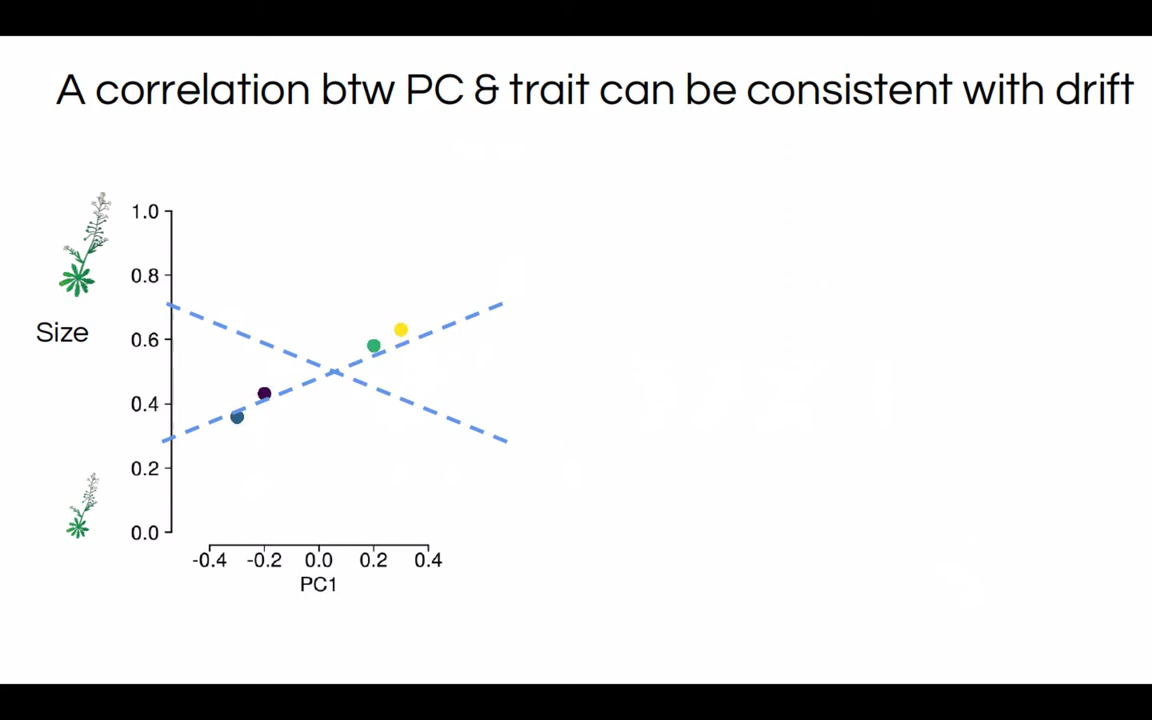 A correlation btw PC & trait can be consistent with drift
1.0
0.8
Size
0.6
0.4
0.2
0.0
-0.4 -0.2 0.0 0.2 0.4
PC1